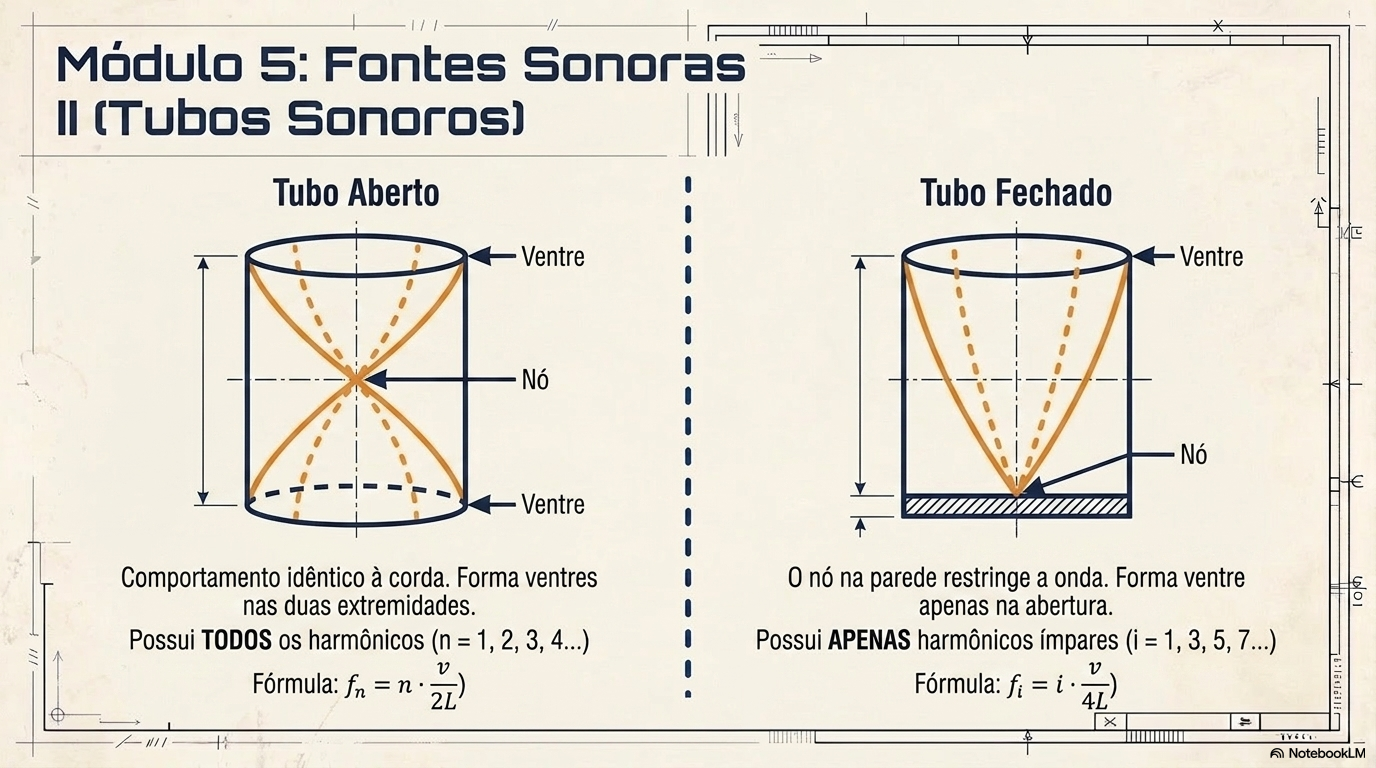 Módulo 5: Fontes Sonoras
II (Tubos Sonoros)
Tubo Aberto
Ventre
Nó
Ventre
Comportamento idêntico à corda. Forma ventres
nas duas extremidades.
Possui TODOS os harmônicos (n = 1, 2, 3, 4...)
Fórmula: fₙ = n · v/2L)
Tubo Fechado
Ventre
Nó
O nó na parede restringe a onda. Forma ventre
apenas na abertura.
Possui APENAS harmônicos ímpares (i = 1, 3, 5, 7...)
Fórmula: fᵢ = i · v/4L)
NotebookLM